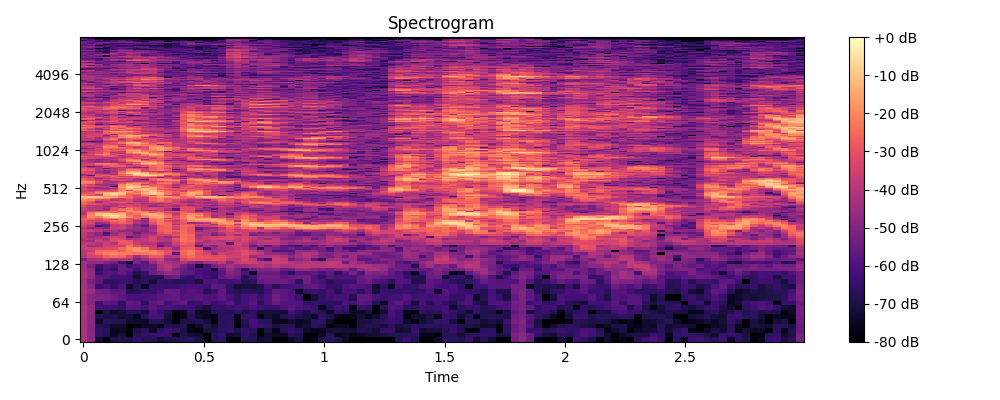 Spectrogram
Hz
4096
2048
1024
512
256
128
64
0
0
0.5
1
1.5
2
2.5
Time
+0 dB
-10 dB
-20 dB
-30 dB
-40 dB
-50 dB
-60 dB
-70 dB
-80 dB